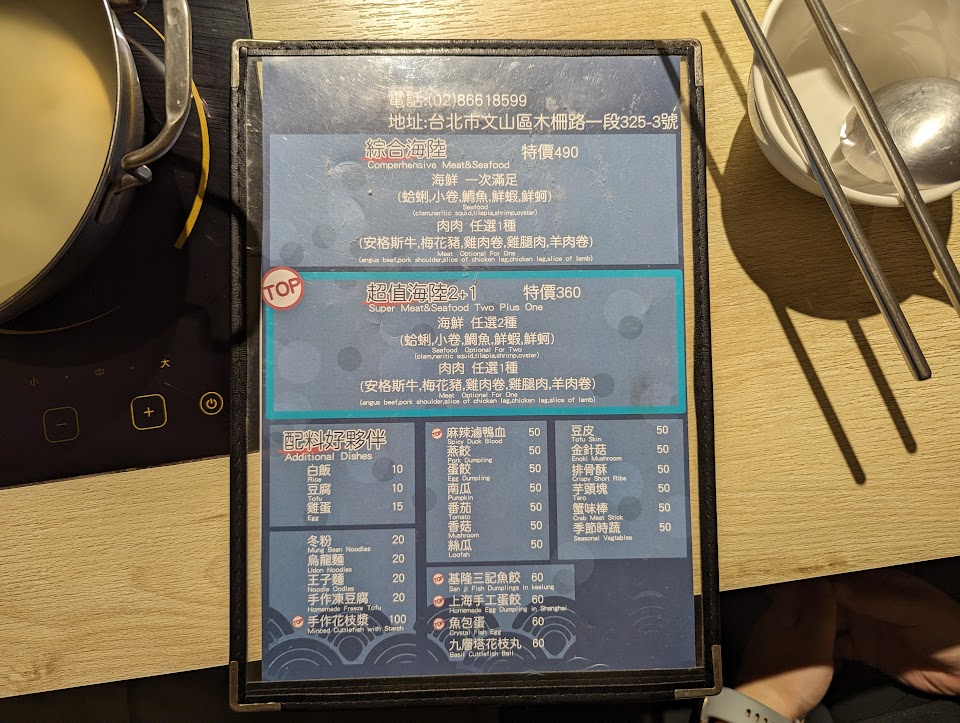 電話:(02)86618599
地址:台北市文山區木柵路一段325-3號
綜合海陸 特價490
Comperhensive Meat&Seafood
海鮮 一次滿足
(蛤蜊,小卷,鯛魚,鮮蝦,鮮蚵)
Seafood
(clam,neritic squid,tilapia,shrimp,oyster)
肉肉 任選1種
(安格斯牛,梅花豬,雞肉卷,雞腿肉,羊肉卷)
Meat Optional For One
(angus beef,pork shoulder,slice of chicken lag,chicken lag,slice of lamb)
TOP
超值海陸2+1 特價360
Super Meat&Seafood Two Plus One
海鮮 任選2種
(蛤蜊,小卷,鯛魚,鮮蝦,鮮蚵)
Seafood Optional For Two
(clam,neritic squid,tilapia,shrimp,oyster)
肉肉 任選1種
(安格斯牛,梅花豬,雞肉卷,雞腿肉,羊肉卷)
Meat Optional For One
(angus beef,pork shoulder,slice of chicken lag,chicken lag,slice of lamb)
配料好夥伴
Additional Dishes
白飯 10
Rice
豆腐 10
Tofu
雞蛋 15
Egg
冬粉 20
Mung Bean Noodles
烏龍麵 20
Udon Noodles
王子麵 20
Noodle Dodles
手作凍豆腐 20
Homemade Freeze Tofu
TOP 手作花枝漿 100
Minced Cuttlefish with Starch
TOP 麻辣滷鴨血 50
Spicy Duck Blood
燕餃 50
Pork Dumpling
蛋餃 50
Egg Dumpling
南瓜 50
Pumpkin
番茄 50
Tomato
香菇 50
Mushroom
絲瓜 50
Loofah
豆皮 50
Tofu Skin
金針菇 50
Enoki Mushroom
排骨酥 50
Crispy Short Ribs
芋頭塊 50
Taro
蟹味棒 50
Crab Meat Stick
季節時蔬 50
Seasonal Vegtables
TOP 基隆三記魚餃 60
San ji Fish Dumplings in keelung
TOP 上海手工蛋餃 60
Homemade Egg Dumpling in Shanghai
TOP 魚包蛋 60
Crystal Fish Egg
九層塔花枝丸 60
Basil Cuttlefish Ball
小 · 中 · 大
− +